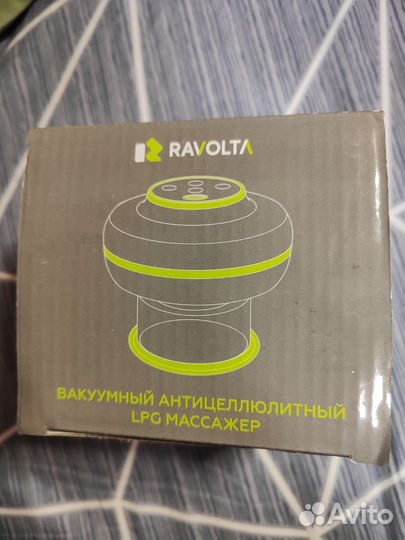 RAVOLTA
ВАКУУМНЫЙ АНТИЦЕЛЛЮЛИТНЫЙ
LPG МАССАЖЕР
Avito